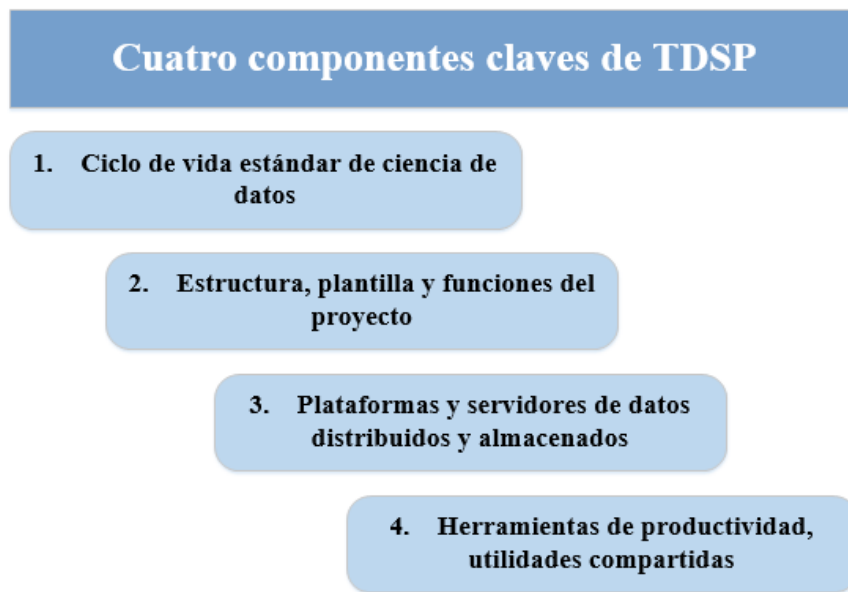 Cuatro componentes claves de TDSP
1. Ciclo de vida estándar de ciencia de
datos
2. Estructura, plantilla y funciones del
proyecto
3. Plataformas y servidores de datos
distribuidos y almacenados
4. Herramientas de productividad,
utilidades compartidas